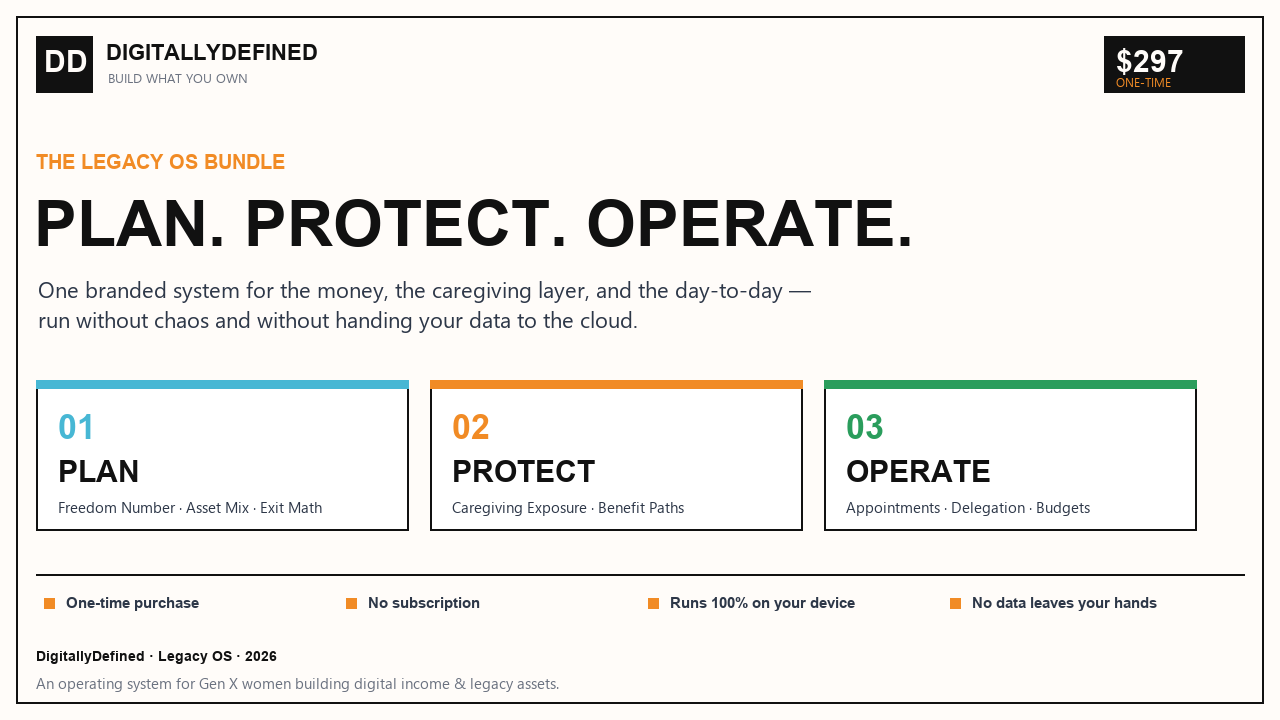 DD
DIGITALLYDEFINED
BUILD WHAT YOU OWN
$297
ONE-TIME
THE LEGACY OS BUNDLE
PLAN. PROTECT. OPERATE.
One branded system for the money, the caregiving layer, and the day-to-day —
run without chaos and without handing your data to the cloud.
01
PLAN
Freedom Number · Asset Mix · Exit Math
02
PROTECT
Caregiving Exposure · Benefit Paths
03
OPERATE
Appointments · Delegation · Budgets
One-time purchase
No subscription
Runs 100% on your device
No data leaves your hands
DigitallyDefined · Legacy OS · 2026
An operating system for Gen X women building digital income & legacy assets.